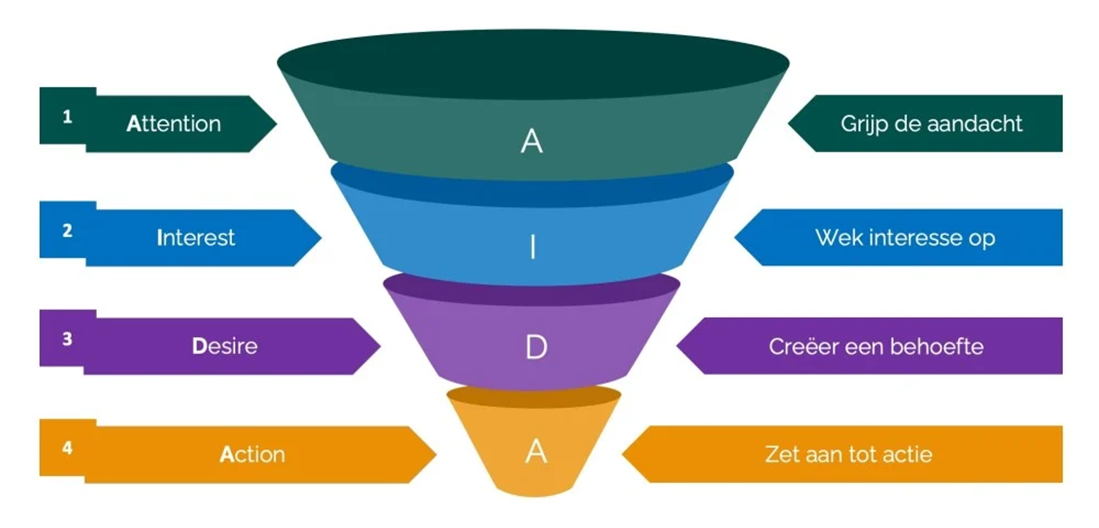 1
Attention
A
Grijp de aandacht
2
Interest
I
Wek interesse op
3
Desire
D
Creëer een behoefte
4
Action
A
Zet aan tot actie